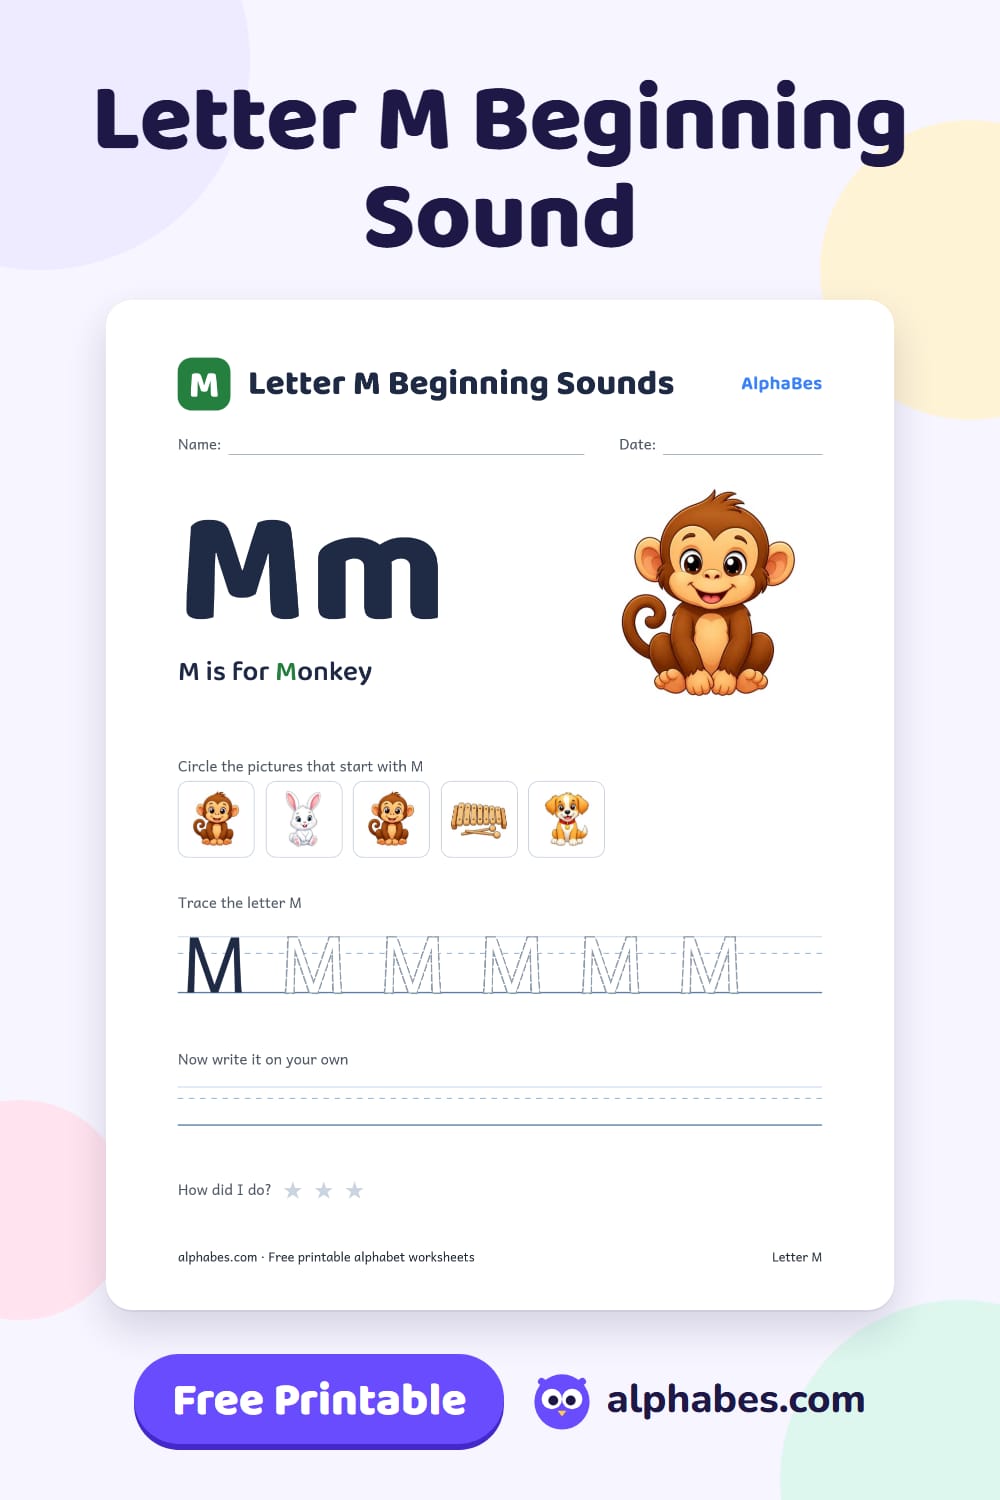 Letter M Beginning
Sound
M Letter M Beginning Sounds AlphaBes
Name: Date:
Mm
M is for Monkey
Circle the pictures that start with M
Trace the letter M
M M M M M M
Now write it on your own
How did I do?
alphabes.com · Free printable alphabet worksheets Letter M
Free Printable alphabes.com